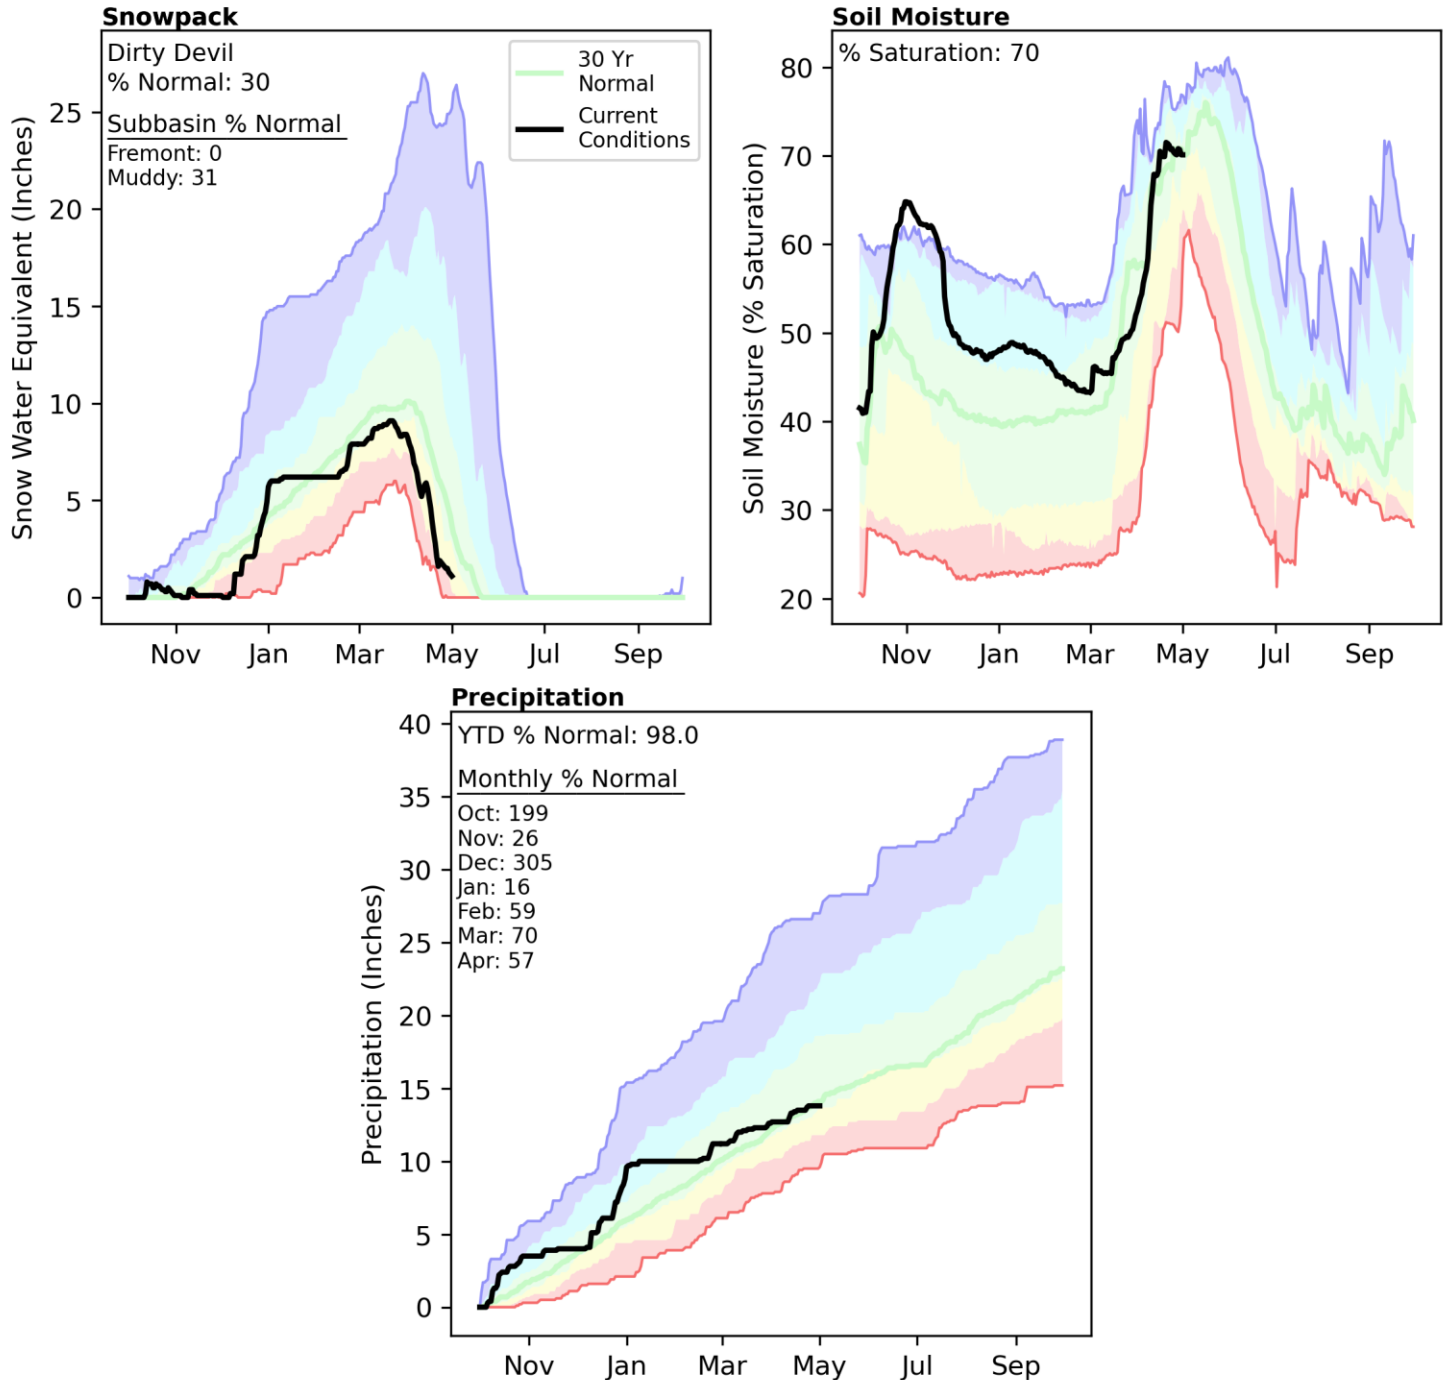 Snowpack
Dirty Devil
% Normal: 30
Subbasin % Normal
Fremont: 0
Muddy: 31
30 Yr
Normal
Current
Conditions
Snow Water Equivalent (Inches)
25
20
15
10
5
0
Nov Jan Mar May Jul Sep
Soil Moisture
% Saturation: 70
Soil Moisture (% Saturation)
80
70
60
50
40
30
20
Nov Jan Mar May Jul Sep
Precipitation
YTD % Normal: 98.0
Monthly % Normal
Oct: 199
Nov: 26
Dec: 305
Jan: 16
Feb: 59
Mar: 70
Apr: 57
Precipitation (Inches)
40
35
30
25
20
15
10
5
0
Nov Jan Mar May Jul Sep